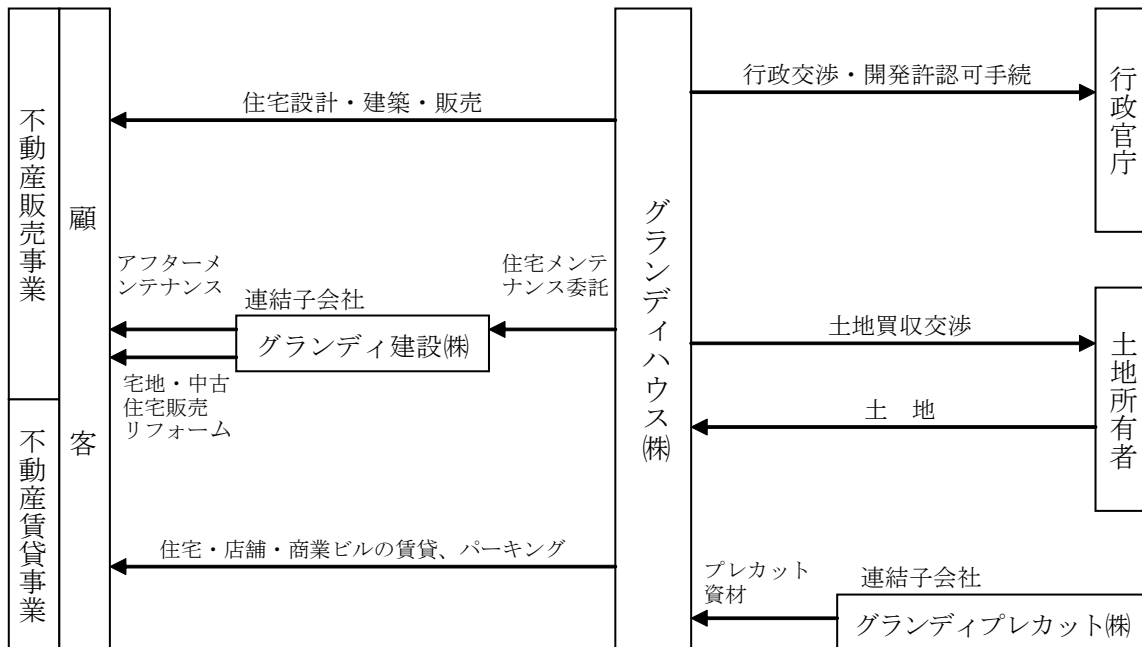 不動産販売事業
不動産賃貸事業
顧客
住宅設計・建築・販売
アフターメ
ンテナンス
住宅メンテ
ナンス委託
連結子会社
グランディ建設㈱
宅地・中古
住宅販売
リフォーム
住宅・店舗・商業ビルの賃貸、パーキング
グランディハウス㈱
行政交渉・開発許認可手続
行政官庁
土地買収交渉
土　地
土地所有者
プレカット
資材
連結子会社
グランディプレカット㈱